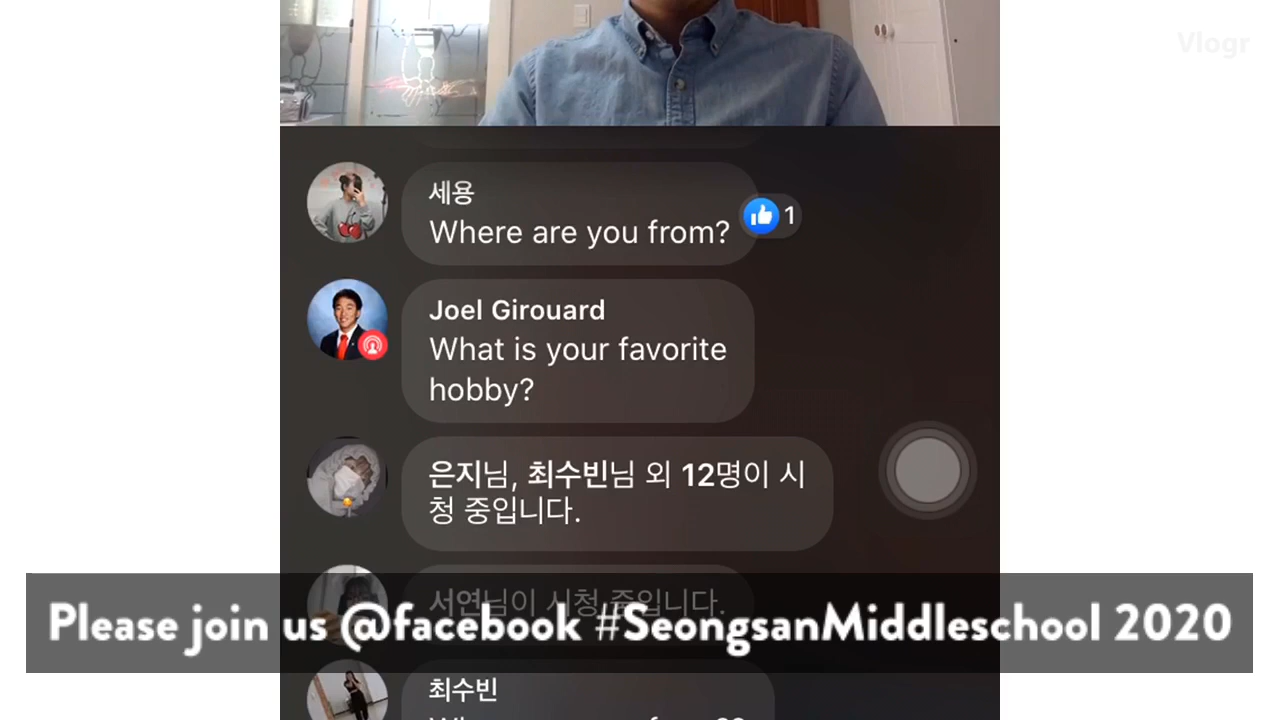 Vlogr
세용
Where are you from?
1
Joel Girouard
What is your favorite
hobby?
은지님, 최수빈님 외 12명이 시
청 중입니다.
서연님이 시청 중입니다.
Please join us @facebook #SeongsanMiddleschool 2020
최수빈